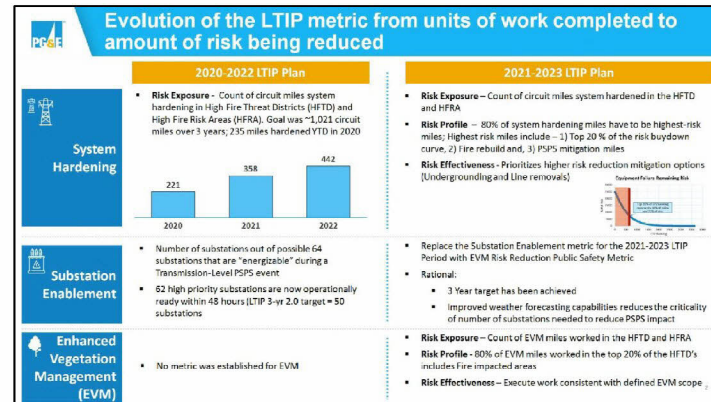 PG&E
Evolution of the LTIP metric from units of work completed to
amount of risk being reduced
2020-2022 LTIP Plan
2021-2023 LTIP Plan
System
Hardening
Risk Exposure - Count of circuit miles system
hardening in High Fire Threat Districts (HFTD) and
High Fire Risk Areas (HFRA). Goal was ~1,021 circuit
miles over 3 years; 235 miles hardened YTD in 2020
221
358
442
2020
2021
2022
Risk Exposure – Count of circuit miles system hardened in the HFTD
and HFRA
Risk Profile – 80% of system hardening miles have to be highest-risk
miles; Highest risk miles include – 1) Top 20 % of the risk buydown
curve, 2) Fire rebuild and, 3) PSPS mitigation miles
Risk Effectiveness - Prioritizes higher risk reduction mitigation options
(Undergrounding and Line removals)
Equipment Failure Remaining Risk
Substation
Enablement
Number of substations out of possible 64
substations that are "energizable" during a
Transmission-Level PSPS event
62 high priority substations are now operationally
ready within 48 hours (LTIP 3-yr 2.0 target = 50
substations
Replace the Substation Enablement metric for the 2021-2023 LTIP
Period with EVM Risk Reduction Public Safety Metric
Rational:
3 Year target has been achieved
Improved weather forecasting capabilities reduces the criticality
of number of substations needed to reduce PSPS impact
Enhanced
Vegetation
Management
(EVM)
No metric was established for EVM
Risk Exposure – Count of EVM miles worked in the HFTD and HFRA
Risk Profile - 80% of EVM miles worked in the top 20% of the HFTD's
includes Fire impacted areas
Risk Effectiveness – Execute work consistent with defined EVM scope